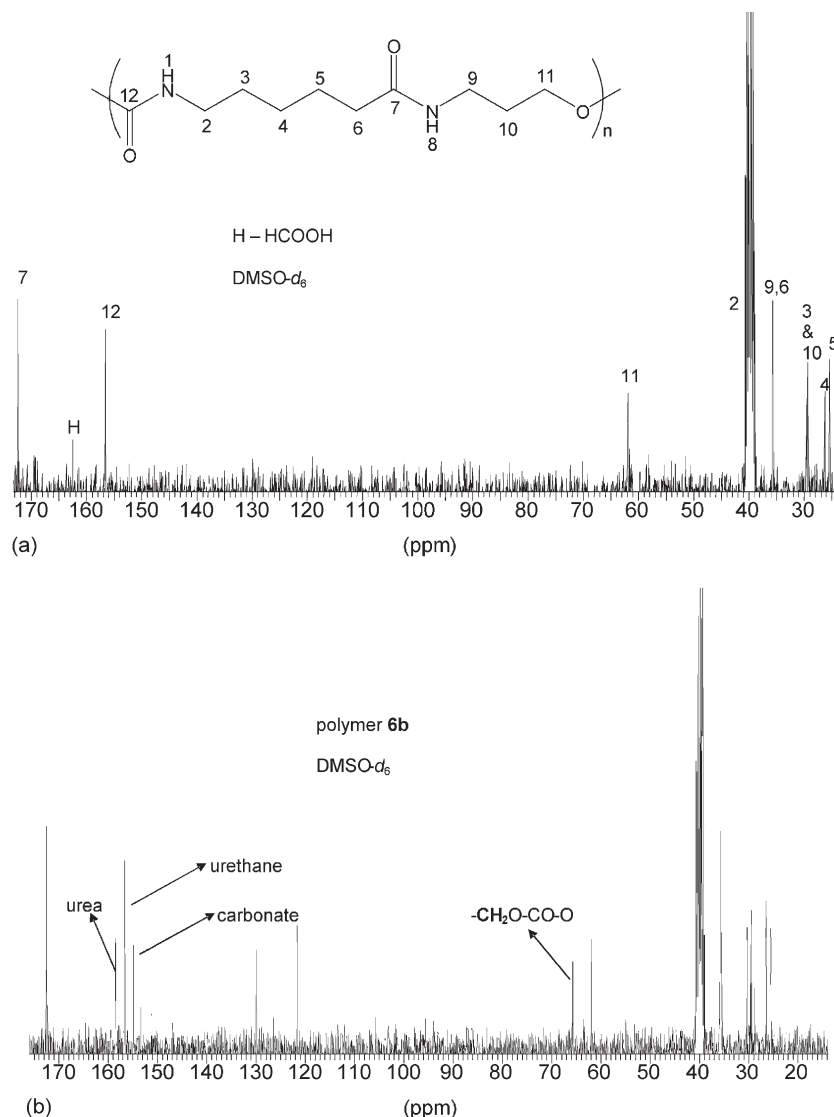 O
1
H
N
3
5
9
11
12
2
4
6
7
N
H
8
10
O
n
O
H – HCOOH
DMSO-d6
7
12
H
11
2
9,6
3
&
10
4
5
170 160 150 140 130 120 110 100 90 80 70 60 50 40 30
(a)
(ppm)
polymer 6b
DMSO-d6
urethane
urea
carbonate
-CH2O-CO-O
170 160 150 140 130 120 110 100 90 80 70 60 50 40 30 20
(b)
(ppm)